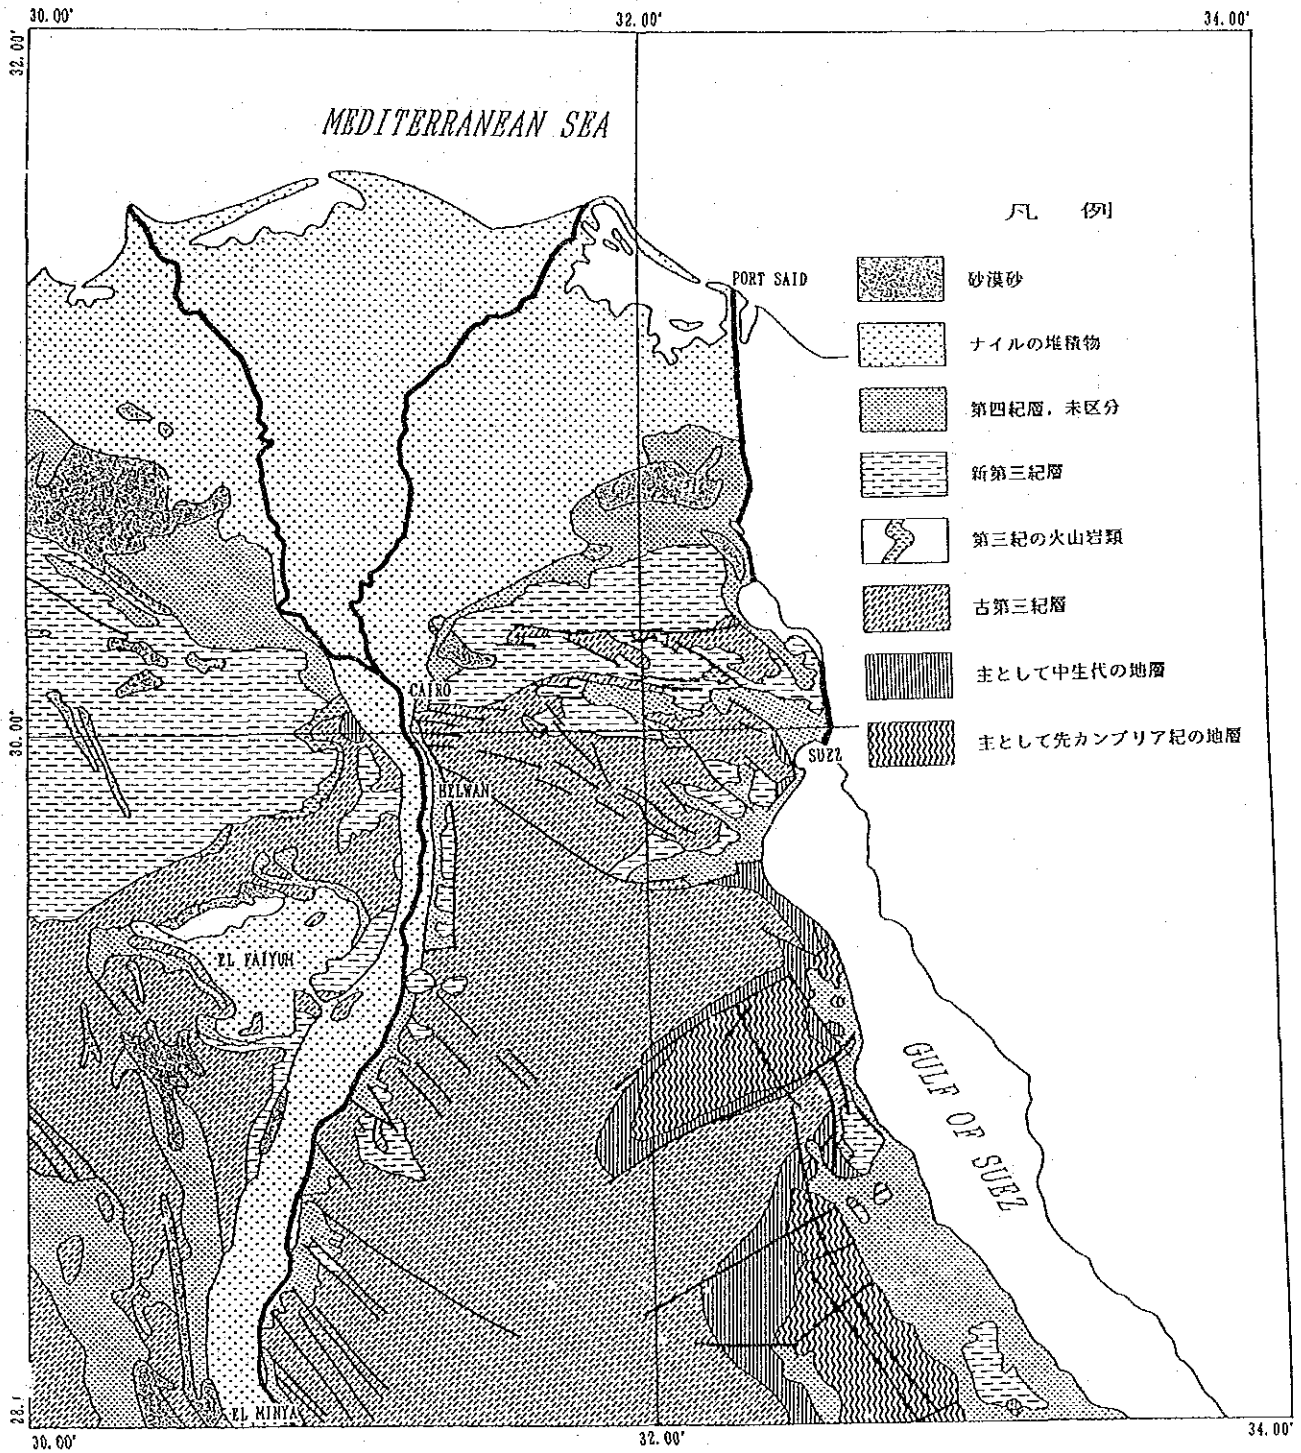 30.00' 32.00' 34.00'
32.00'
MEDITERRANEAN SEA
凡 例
PORT SAID
砂漠砂
ナイルの堆積物
第四紀層，未区分
新第三紀層
第三紀の火山岩類
古第三紀層
主として中生代の地層
主として先カンブリア紀の地層
CAIRO
30.00'
SUEZ
HELWAN
EL FAIYUM
GULF OF SUEZ
EL MINYA
30.00' 32.00' 34.00'